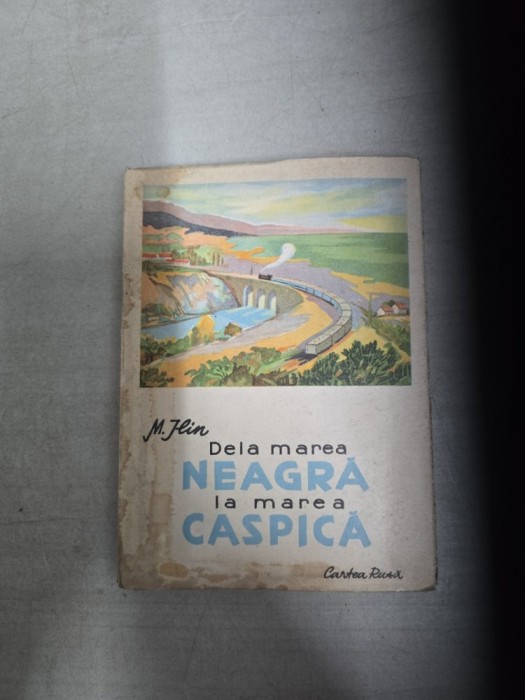 M. Ilin
Dela marea
NEAGRĂ
la marea
CASPICĂ
Cartea Rusă